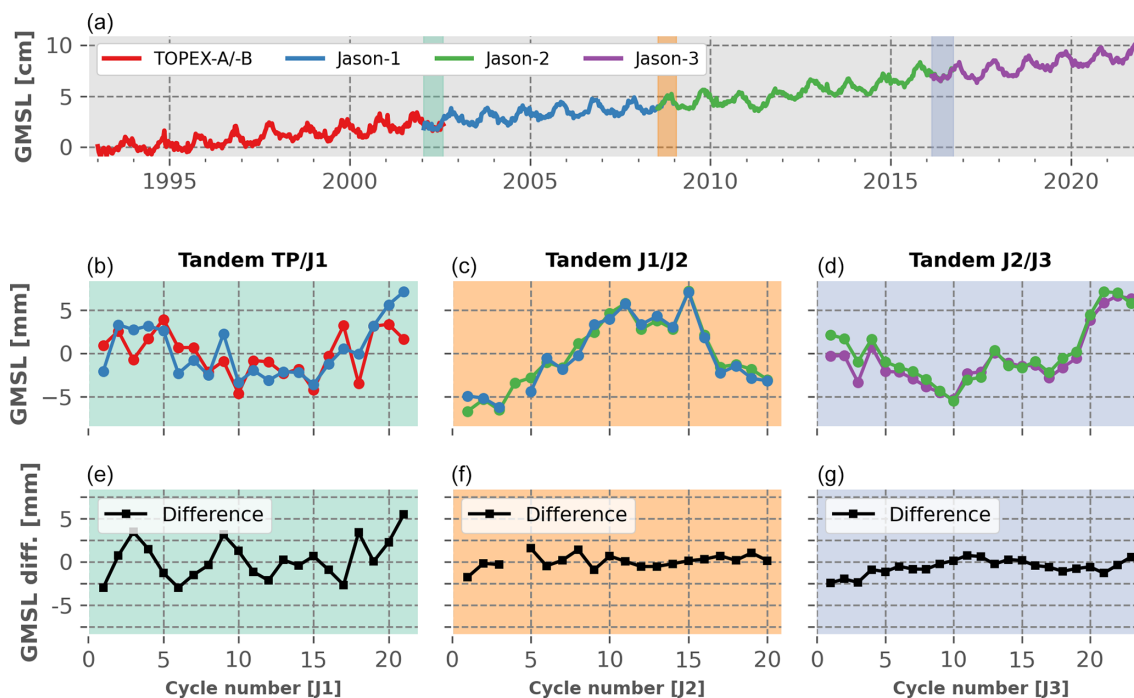 (a)
GMSL [cm]
10
5
0
TOPEX-A/-B Jason-1 Jason-2 Jason-3
1995 2000 2005 2010 2015 2020
(b) Tandem TP/J1
(c) Tandem J1/J2
(d) Tandem J2/J3
GMSL [mm]
5
0
−5
(e) (f) (g)
GMSL diff. [mm]
5
0
-5
Difference Difference Difference
0 5 10 15 20 0 5 10 15 20 0 5 10 15 20
Cycle number [J1] Cycle number [J2] Cycle number [J3]